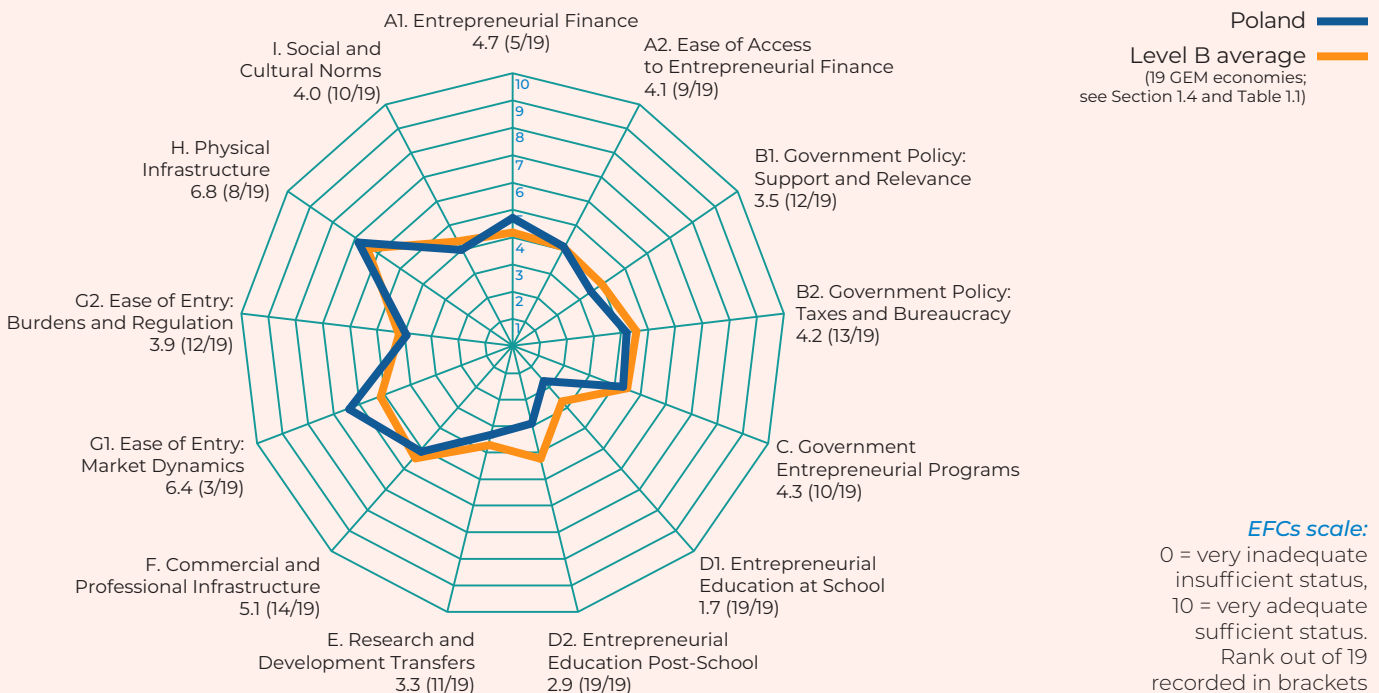 A1. Entrepreneurial Finance
4.7 (5/19)
A2. Ease of Access
to Entrepreneurial Finance
4.1 (9/19)
B1. Government Policy:
Support and Relevance
3.5 (12/19)
B2. Government Policy:
Taxes and Bureaucracy
4.2 (13/19)
C. Government
Entrepreneurial Programs
4.3 (10/19)
D1. Entrepreneurial
Education at School
1.7 (19/19)
D2. Entrepreneurial
Education Post-School
2.9 (19/19)
E. Research and
Development Transfers
3.3 (11/19)
F. Commercial and
Professional Infrastructure
5.1 (14/19)
G1. Ease of Entry:
Market Dynamics
6.4 (3/19)
G2. Ease of Entry:
Burdens and Regulation
3.9 (12/19)
H. Physical
Infrastructure
6.8 (8/19)
I. Social and
Cultural Norms
4.0 (10/19)
10
9
8
7
6
4
3
2
1
Poland
Level B average
(19 GEM economies;
see Section 1.4 and Table 1.1)
EFCs scale:
0 = very inadequate
insufficient status,
10 = very adequate
sufficient status.
Rank out of 19
recorded in brackets